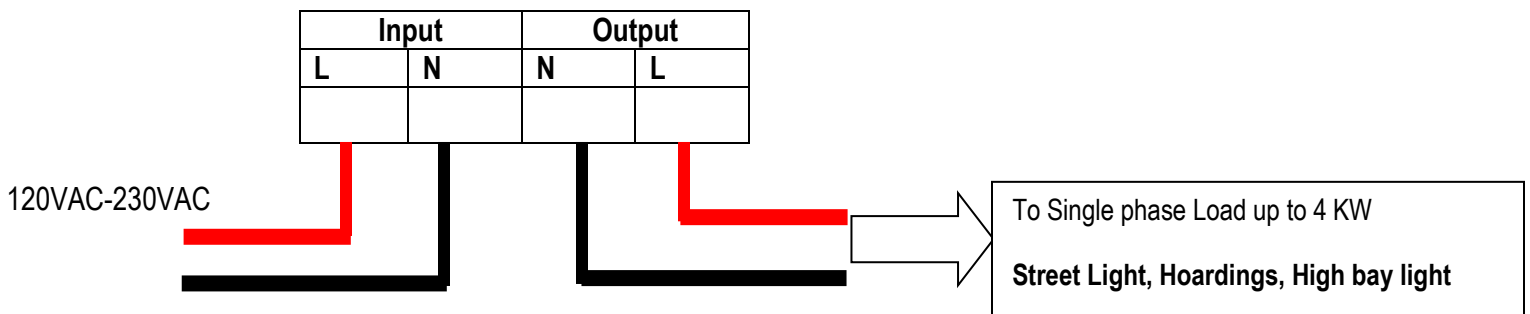 Input Output
L N N L
120VAC-230VAC
To Single phase Load up to 4 KW
Street Light, Hoardings, High bay light